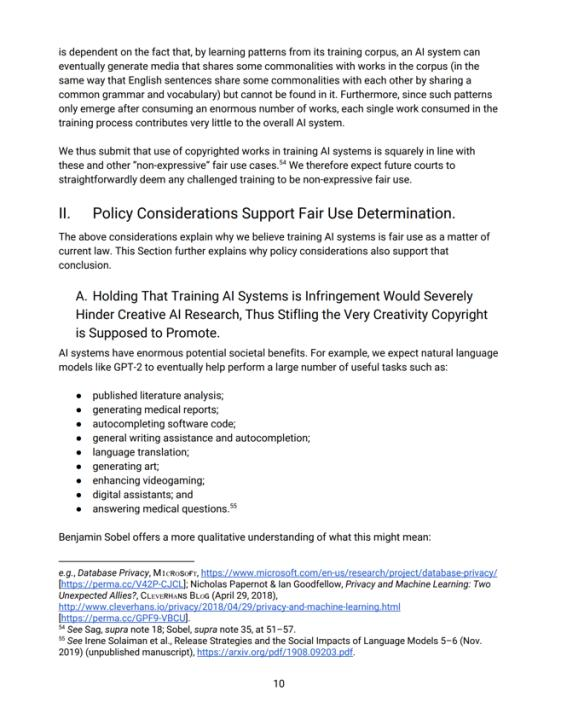 is dependent on the fact that, by learning patterns from its training corpus, an AI system can
eventually generate media that shares some commonalities with works in the corpus (in the
same way that English sentences share some commonalities with each other by sharing a
common grammar and vocabulary) but cannot be found in it. Furthermore, since such patterns
only emerge after consuming an enormous number of works, each single work consumed in the
training process contributes very little to the overall AI system.
We thus submit that use of copyrighted works in training AI systems is squarely in line with
these and other “non-expressive” fair use cases.54 We therefore expect future courts to
straightforwardly deem any challenged training to be non-expressive fair use.
II. Policy Considerations Support Fair Use Determination.
The above considerations explain why we believe training AI systems is fair use as a matter of
current law. This Section further explains why policy considerations also support that
conclusion.
A. Holding That Training AI Systems is Infringement Would Severely
Hinder Creative AI Research, Thus Stifling the Very Creativity Copyright
is Supposed to Promote.
AI systems have enormous potential societal benefits. For example, we expect natural language
models like GPT-2 to eventually help perform a large number of useful tasks such as:
● published literature analysis;
● generating medical reports;
● autocompleting software code;
● general writing assistance and autocompletion;
● language translation;
● generating art;
● enhancing videogaming;
● digital assistants; and
● answering medical questions.55
Benjamin Sobel offers a more qualitative understanding of what this might mean:
e.g., Database Privacy, MICROSOFT, https://www.microsoft.com/en-us/research/project/database-privacy/
[https://perma.cc/V42P-CJCL]; Nicholas Papernot & Ian Goodfellow, Privacy and Machine Learning: Two
Unexpected Allies?, CLEVERHANS BLOG (April 29, 2018),
http://www.cleverhans.io/privacy/2018/04/29/privacy-and-machine-learning.html
[https://perma.cc/GPF9-VBCU].
54 See Sag, supra note 18; Sobel, supra note 35, at 51–57.
55 See Irene Solaiman et al., Release Strategies and the Social Impacts of Language Models 5–6 (Nov.
2019) (unpublished manuscript), https://arxiv.org/pdf/1908.09203.pdf.
10